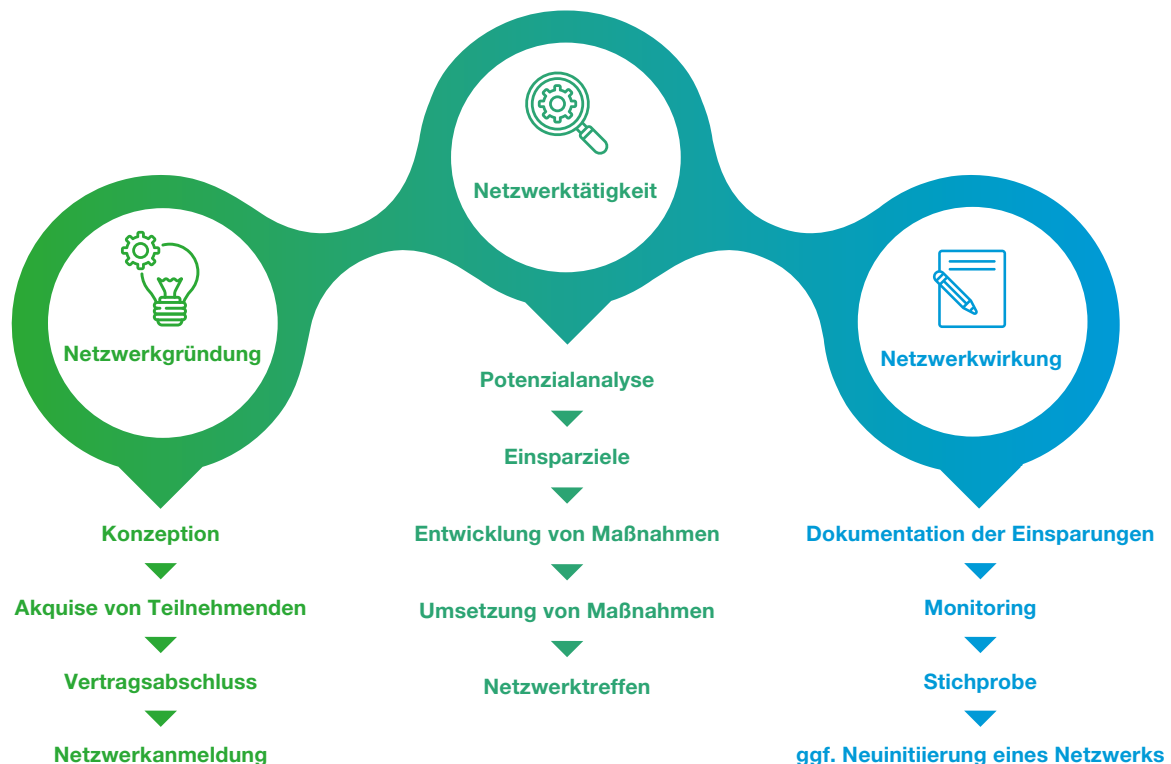 Netzwerkgründung
Konzeption
Akquise von Teilnehmenden
Vertragsabschluss
Netzwerkanmeldung
Netzwerktätigkeit
Potenzialanalyse
Einsparziele
Entwicklung von Maßnahmen
Umsetzung von Maßnahmen
Netzwerktreffen
Netzwerkwirkung
Dokumentation der Einsparungen
Monitoring
Stichprobe
ggf. Neuinitiierung eines Netzwerks